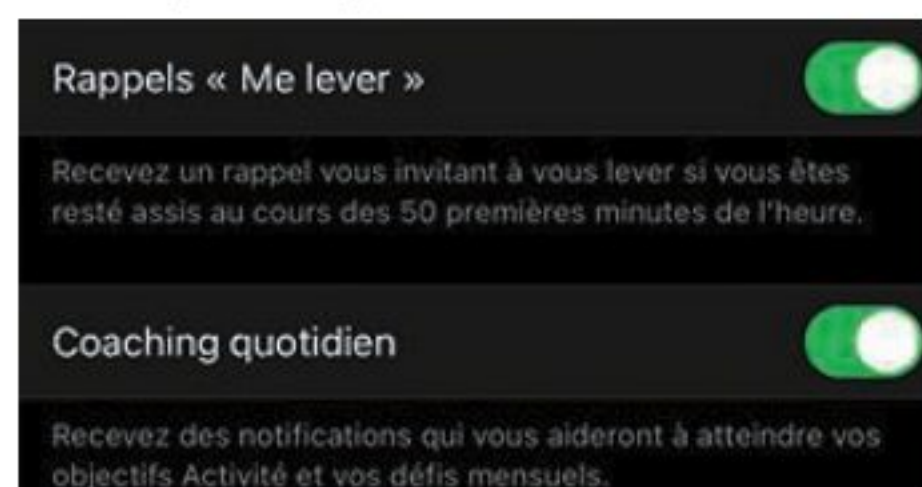 Rappels « Me lever »
Recevez un rappel vous invitant à vous lever si vous êtes
resté assis au cours des 50 premières minutes de l'heure.
Coaching quotidien
Recevez des notifications qui vous aideront à atteindre vos
objectifs Activité et vos défis mensuels.